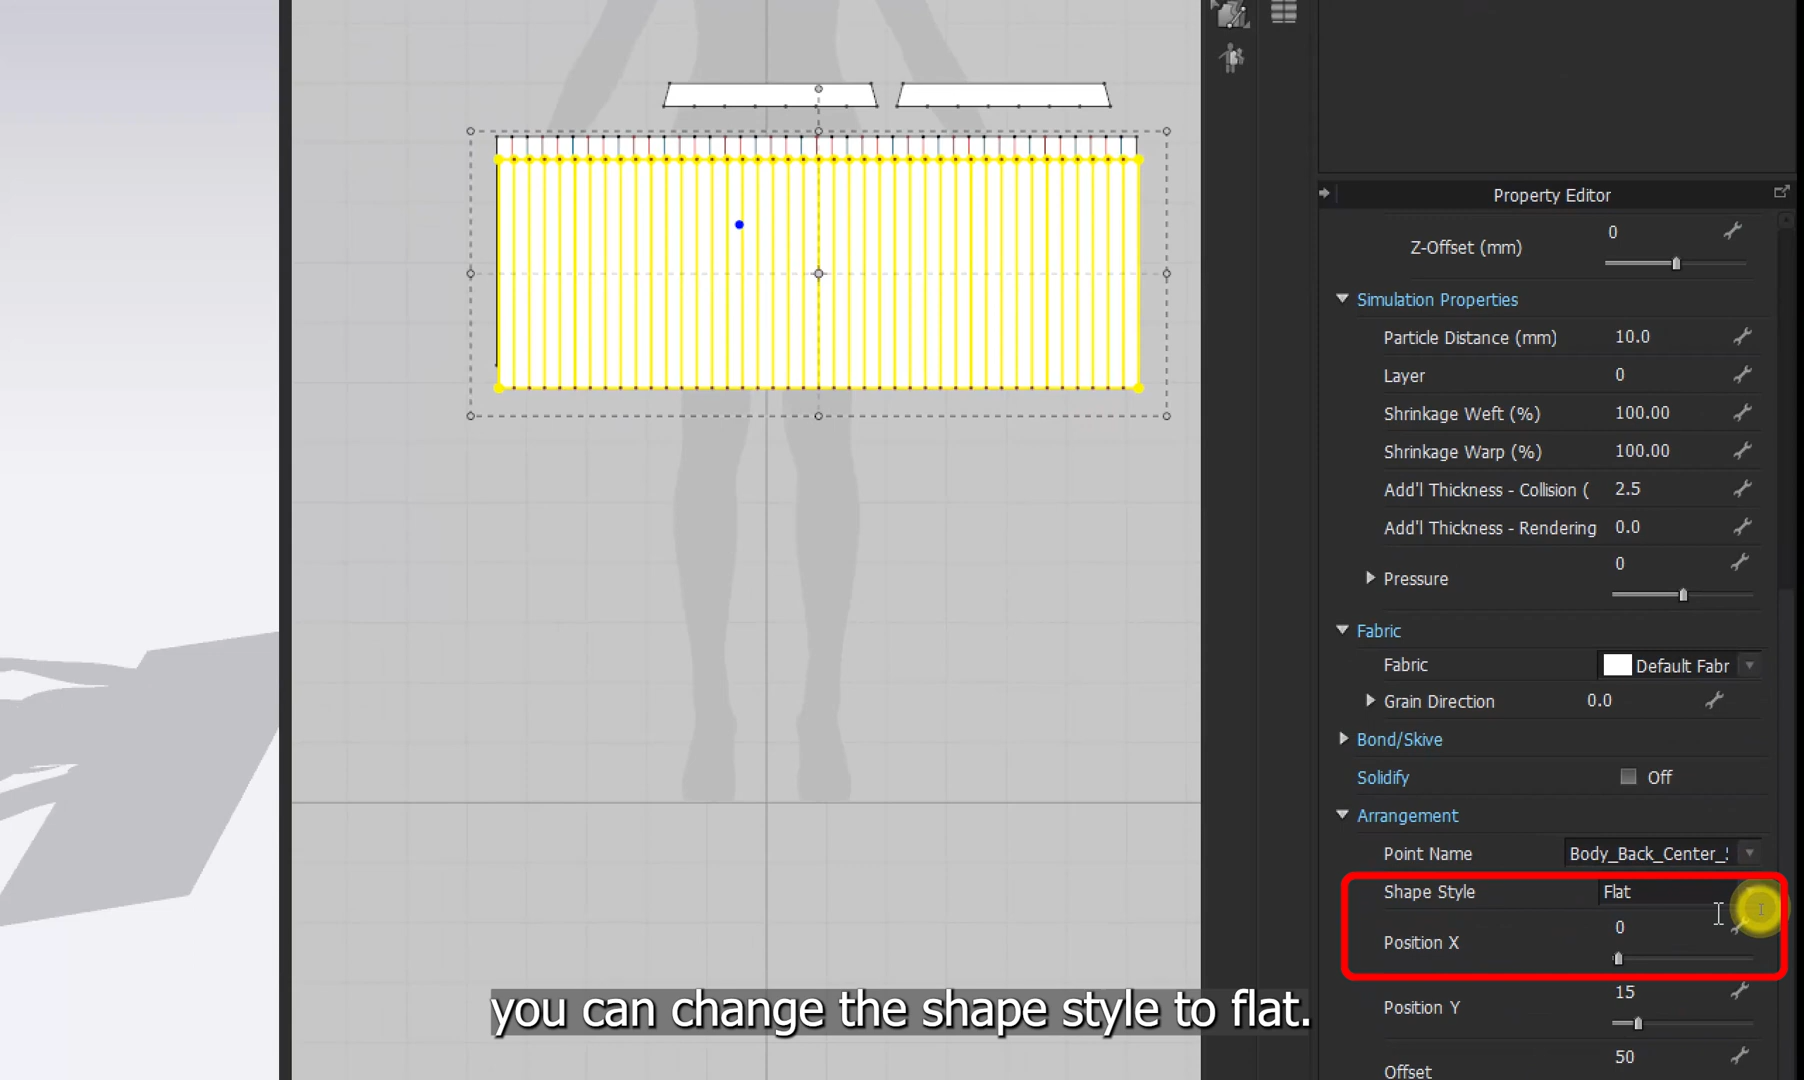 Property Editor
Z-Offset (mm) 0
Simulation Properties
Particle Distance (mm) 10.0
Layer 0
Shrinkage Weft (%) 100.00
Shrinkage Warp (%) 100.00
Add'l Thickness - Collision ( 2.5
Add'l Thickness - Rendering 0.0
Pressure 0
Fabric
Fabric Default Fabr
Grain Direction 0.0
Bond/Skive
Solidify Off
Arrangement
Point Name Body_Back_Center_
Shape Style Flat
Position X 0
Position Y 15
Offset 50
you can change the shape style to flat.